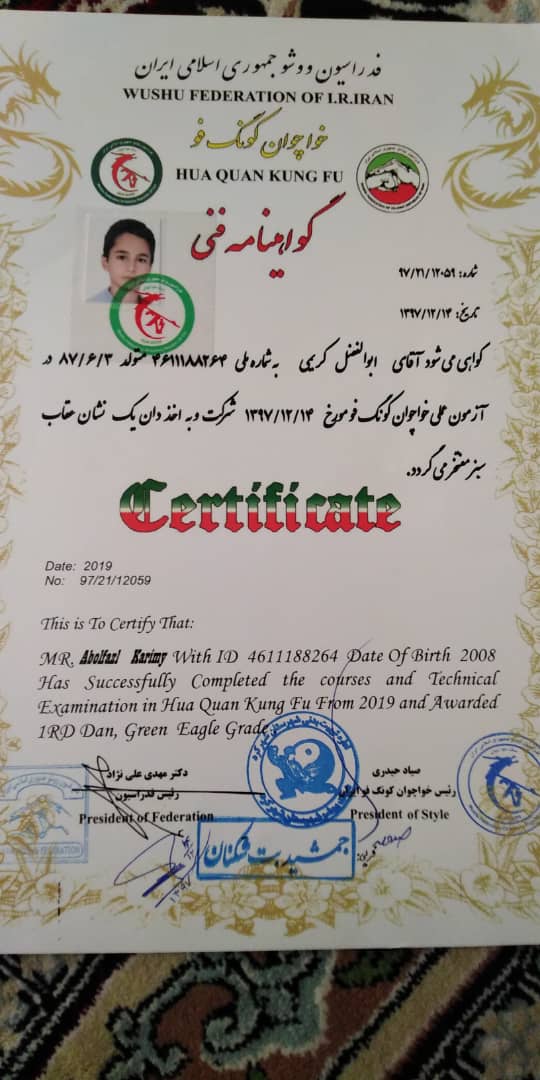 فدراسیون ووشو جمهوری اسلامی ایران
WUSHU FEDERATION OF I.R.IRAN
خواچوان کونگ فو
HUA QUAN KUNG FU
گواهینامه فنی
شماره: ۹۷/۲۱/۱۲۰۵۹
تاریخ: ۱۳۹۷/۱۲/۱۴
گواهی می شود آقای ابوالفضل کریمی به شماره ملی ۴۶۱۱۱۸۸۲۶۴ متولد ۸۷/۶/۳ در
آزمون عملی خواچوان کونگ فو مورخ ۱۳۹۷/۱۲/۱۴ شرکت و به اخذ دان یک نشان عقاب
سبز مفتخر می گردد.
Certificate
Date: 2019
No: 97/21/12059
This is To Certify That:
MR. Abolfazl Karimy With ID 4611188264 Date Of Birth 2008
Has Successfully Completed the courses and Technical
Examination in Hua Quan Kung Fu From 2019 and Awarded
1RD Dan, Green Eagle Grade
دکتر مهدی علی نژاد
رئیس فدراسیون
President of Federation
صیاد حیدری
رئیس خواچوان کونگ فو ایران
President of Style
جمشید بت شکنان